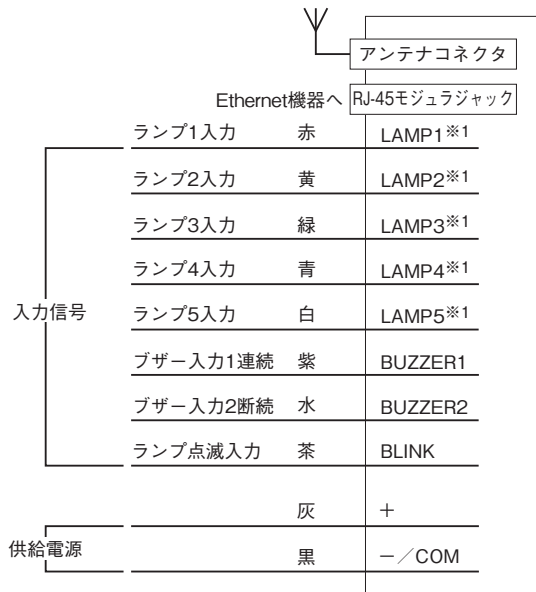 アンテナコネクタ
Ethernet機器へ RJ-45モジュラジャック
ランプ1入力 赤 LAMP1※1
ランプ2入力 黄 LAMP2※1
ランプ3入力 緑 LAMP3※1
ランプ4入力 青 LAMP4※1
入力信号 ランプ5入力 白 LAMP5※1
ブザー入力1連続 紫 BUZZER1
ブザー入力2断続 水 BUZZER2
ランプ点滅入力 茶 BLINK
灰 +
供給電源 黒 −/COM